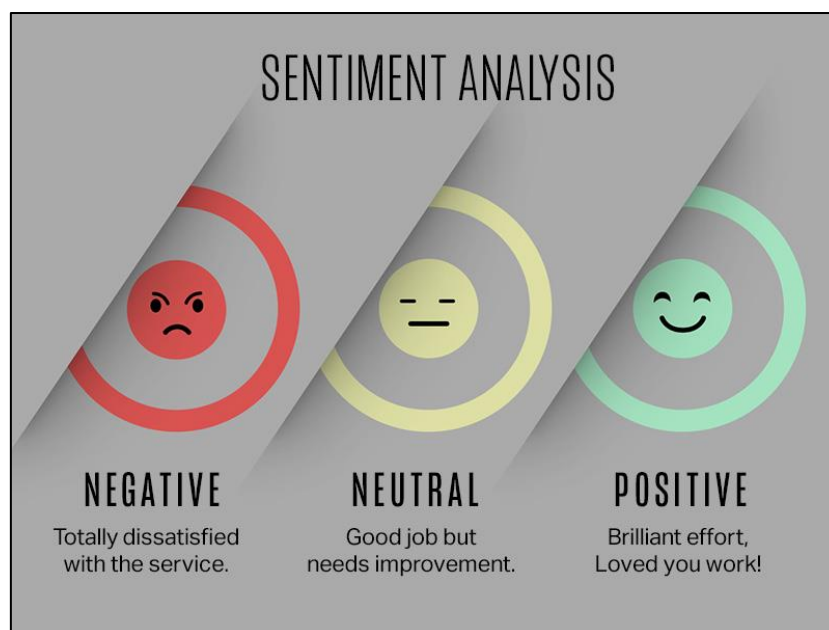 SENTIMENT ANALYSIS
NEGATIVE
Totally dissatisfied
with the service.
NEUTRAL
Good job but
needs improvement.
POSITIVE
Brilliant effort,
Loved you work!